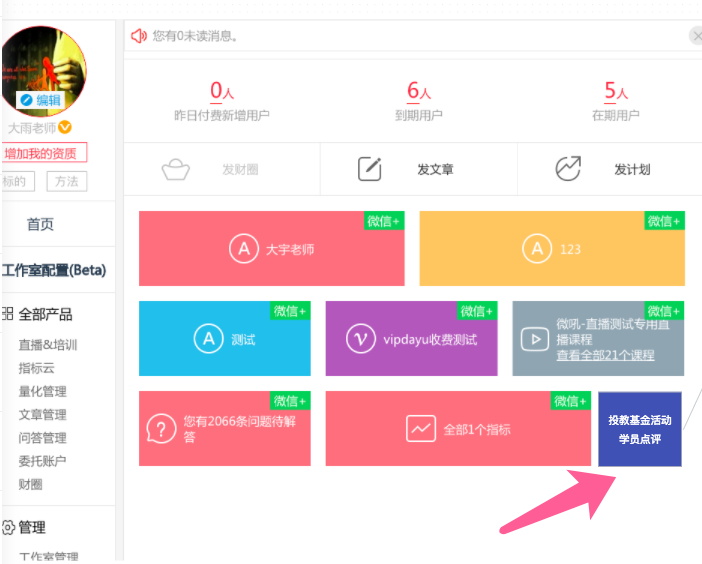 您有0未读消息。
编辑
大雨老师
增加我的资质
标的
方法
首页
工作室配置(Beta)
全部产品
直播&培训
指标云
量化管理
文章管理
问答管理
委托账户
财圈
管理
工作室管理
0人
昨日付费新增用户
6人
到期用户
5人
在期用户
发财圈
发文章
发计划
微信+
A 大宇老师
微信+
A 123
微信+
A 测试
微信+
V vipdayu收费测试
微信+
微吼-直播测试专用直
播课程
查看全部21个课程
微信+
您有2066条问题待解
答
微信+
全部1个指标
投教基金活动
学员点评